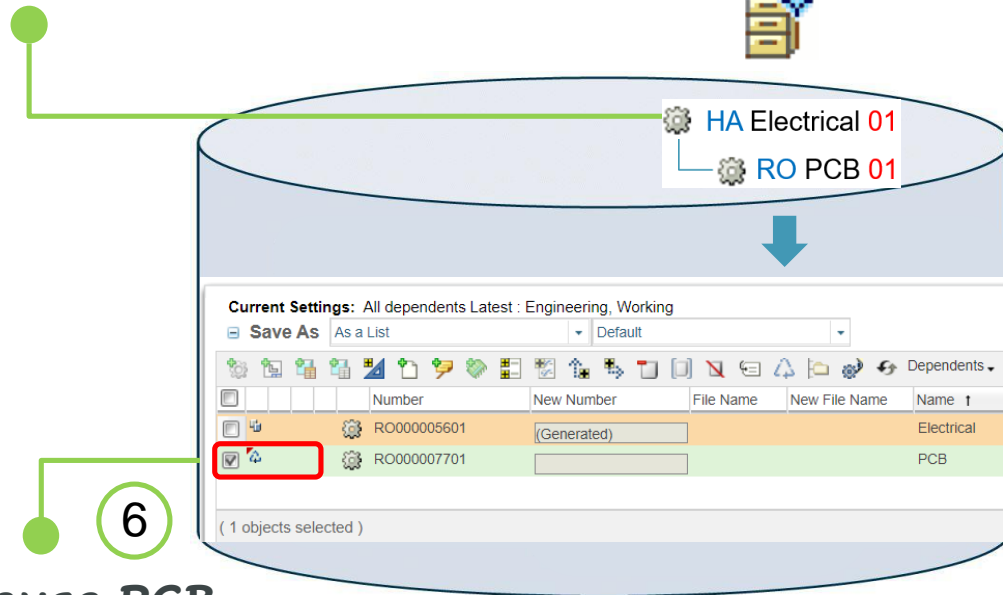 HA Electrical 01
RO PCB 01
Current Settings: All dependents Latest : Engineering, Working
Save As As a List Default
Dependents
Number New Number File Name New File Name Name ↑
RO000005601 (Generated) Electrical
RO000007701 PCB
( 1 objects selected )
6
PCB